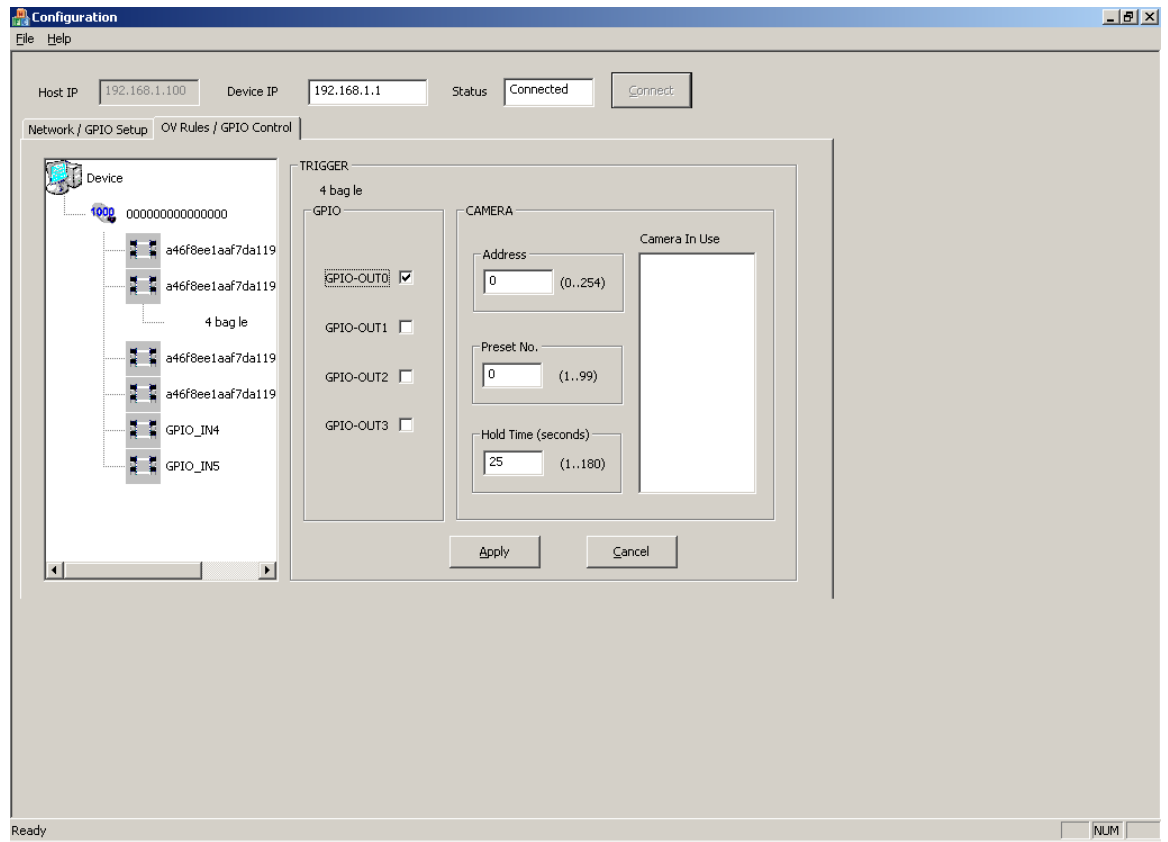 Configuration
File Help
Host IP 192.168.1.100 Device IP 192.168.1.1 Status Connected Connect
Network / GPIO Setup OV Rules / GPIO Control
Device
1000 000000000000000
a46f8ee1aaf7da119
a46f8ee1aaf7da119
4 bag le
a46f8ee1aaf7da119
a46f8ee1aaf7da119
GPIO_IN4
GPIO_IN5
TRIGGER
4 bag le
GPIO
GPIO-OUT0
GPIO-OUT1
GPIO-OUT2
GPIO-OUT3
CAMERA
Address
0 (0..254)
Preset No.
0 (1..99)
Hold Time (seconds)
25 (1..180)
Camera In Use
Apply Cancel
Ready NUM